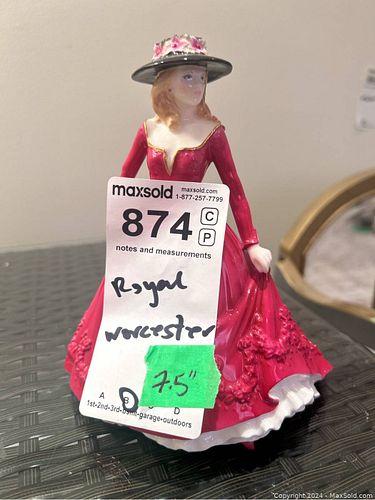 maxsold maxsold.com
1-877-257-7799
874 C
P
notes and measurements
Royal
worcester
7.5"
A B D
1st-2nd-3rd-bsmt-garage-outdoors
Copyright 2024 - MaxSold.com